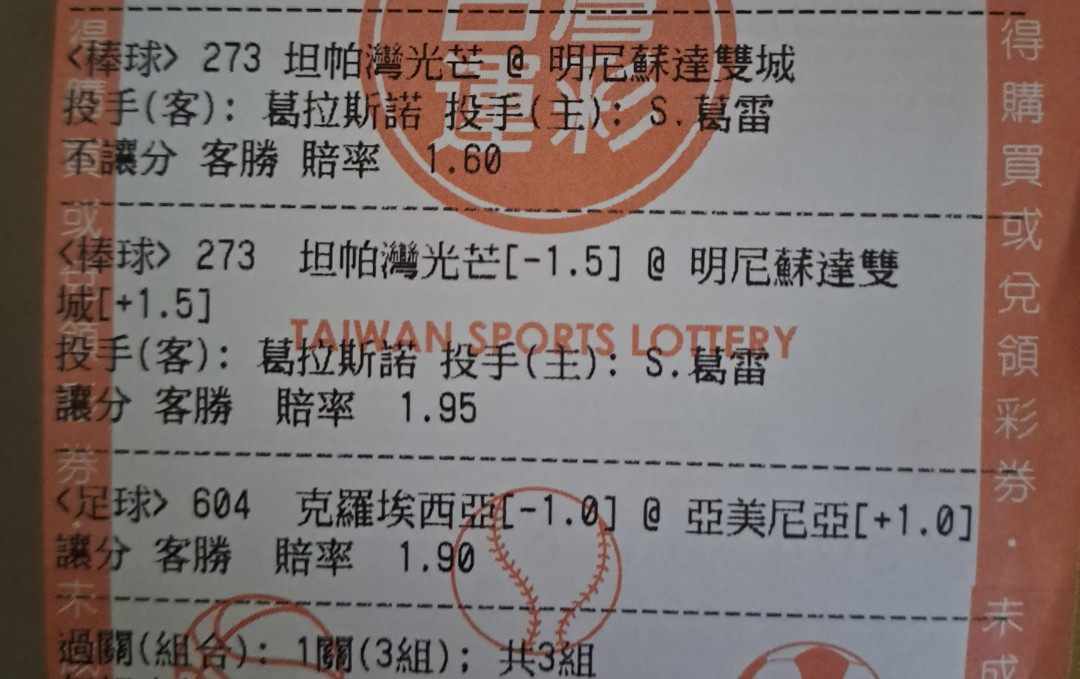 <棒球> 273 坦帕灣光芒 @ 明尼蘇達雙城
投手(客): 葛拉斯諾 投手(主): S.葛雷
不讓分 客勝 賠率 1.60
<棒球> 273 坦帕灣光芒[-1.5] @ 明尼蘇達雙
城[+1.5]
TAIWAN SPORTS LOTTERY
投手(客): 葛拉斯諾 投手(主): S.葛雷
讓分 客勝 賠率 1.95
<足球> 604 克羅埃西亞[-1.0] @ 亞美尼亞[+1.0]
讓分 客勝 賠率 1.90
過關(組合): 1關(3組); 共3組
得購買或兌領彩券・未成